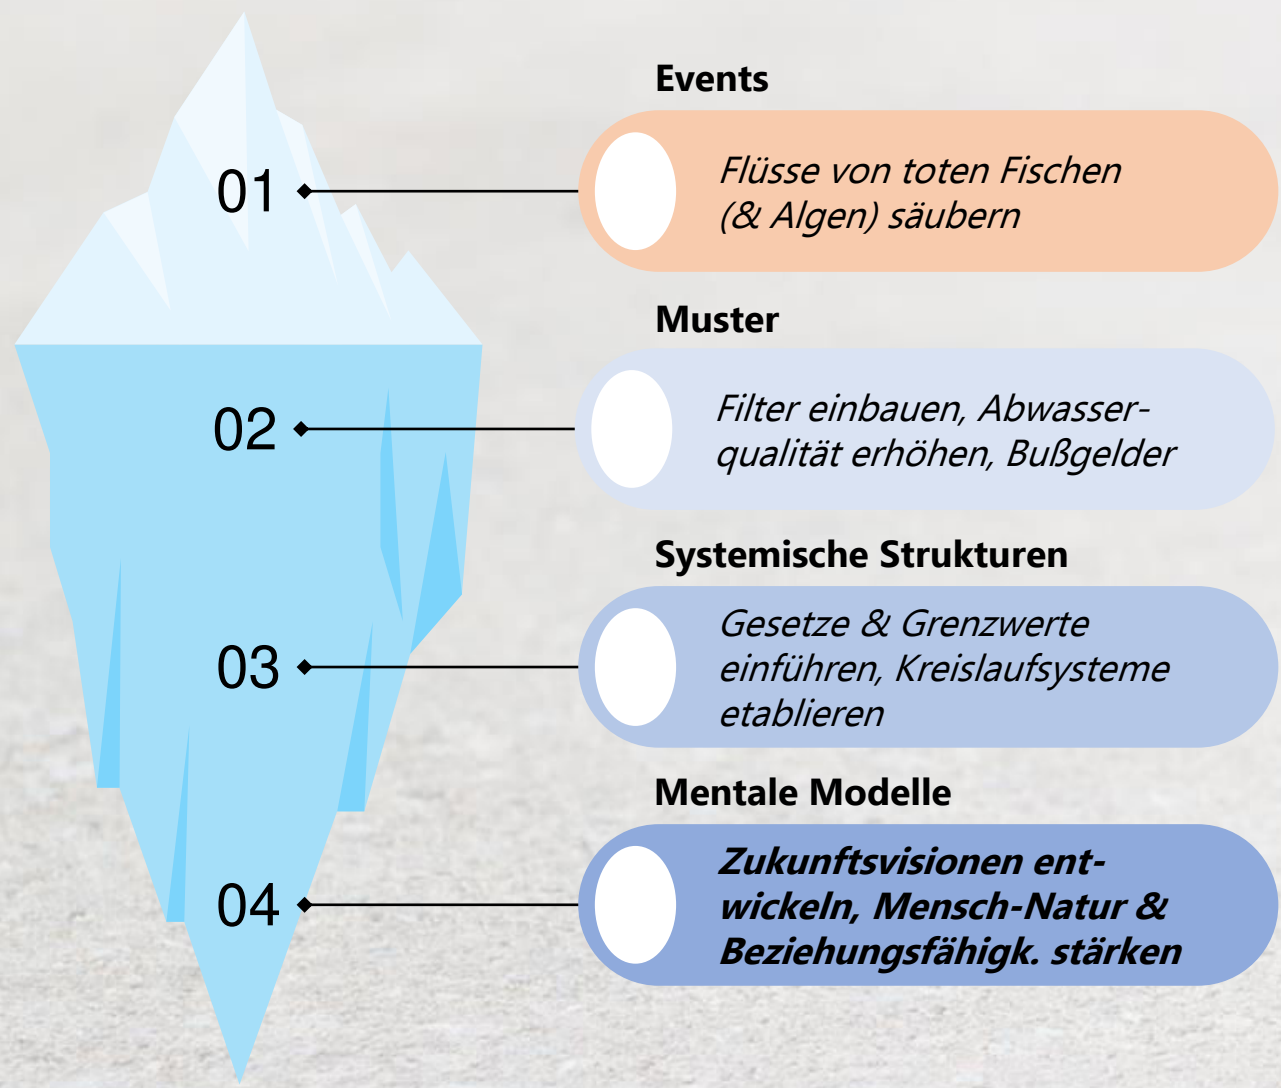 Events
01
Flüsse von toten Fischen
(& Algen) säubern
Muster
02
Filter einbauen, Abwasser-
qualität erhöhen, Bußgelder
Systemische Strukturen
03
Gesetze & Grenzwerte
einführen, Kreislaufsysteme
etablieren
Mentale Modelle
04
Zukunftsvisionen ent-
wickeln, Mensch-Natur &
Beziehungsfähigk. stärken